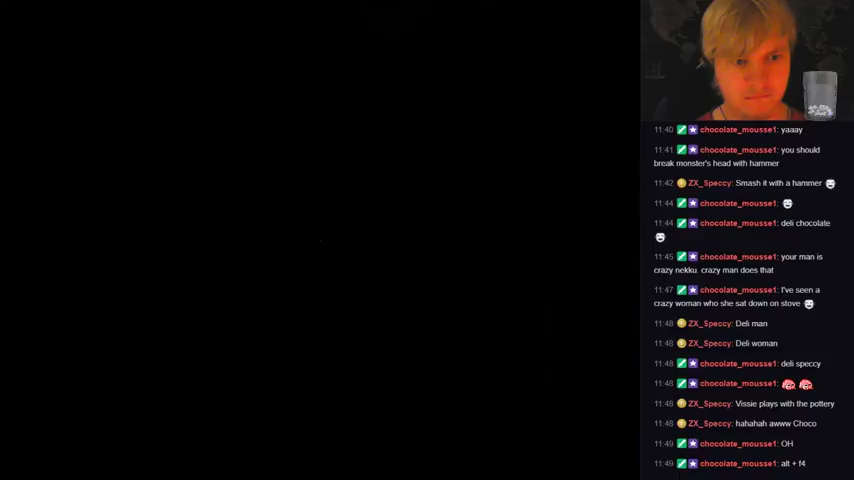 11:40 chocolate_mousse1: yaaay
11:41 chocolate_mousse1: you should
break monster's head with hammer
11:42 ZX_Speccy: Smash it with a hammer
11:44 chocolate_mousse1:
11:44 chocolate_mousse1: deli chocolate
11:45 chocolate_mousse1: your man is
crazy nekku. crazy man does that
11:47 chocolate_mousse1: I've seen a
crazy woman who she sat down on stove
11:48 ZX_Speccy: Deli man
11:48 ZX_Speccy: Deli woman
11:48 chocolate_mousse1: deli speccy
11:48 chocolate_mousse1:
11:48 ZX_Speccy: Vissie plays with the pottery
11:48 ZX_Speccy: hahahah awww Choco
11:49 chocolate_mousse1: OH
11:49 chocolate_mousse1: alt + f4